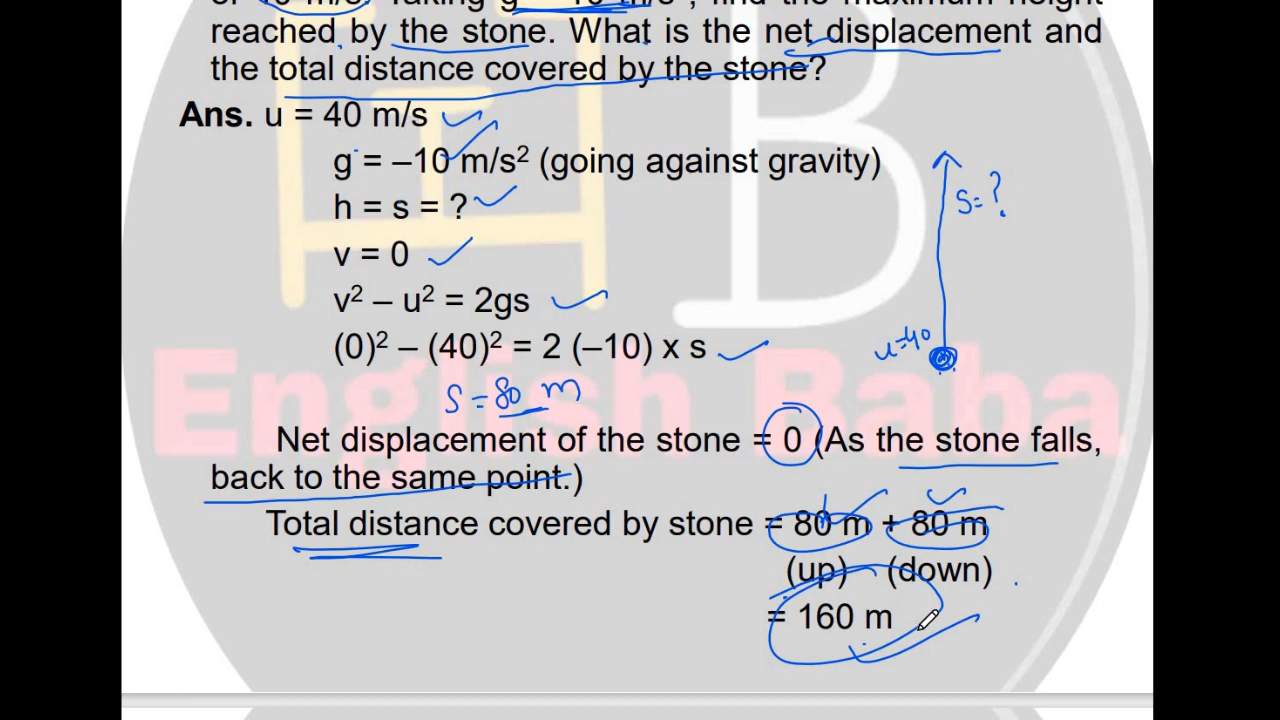 reached by the stone. What is the net displacement and
the total distance covered by the stone?
Ans. u = 40 m/s
g = –10 m/s² (going against gravity)
h = s = ?
v = 0
v² – u² = 2gs
(0)² – (40)² = 2 (–10) x s
S = 80 m
S = ?
u=40
English Baba
Net displacement of the stone = 0 (As the stone falls,
back to the same point.)
Total distance covered by stone = 80 m + 80 m
(up) (down)
= 160 m